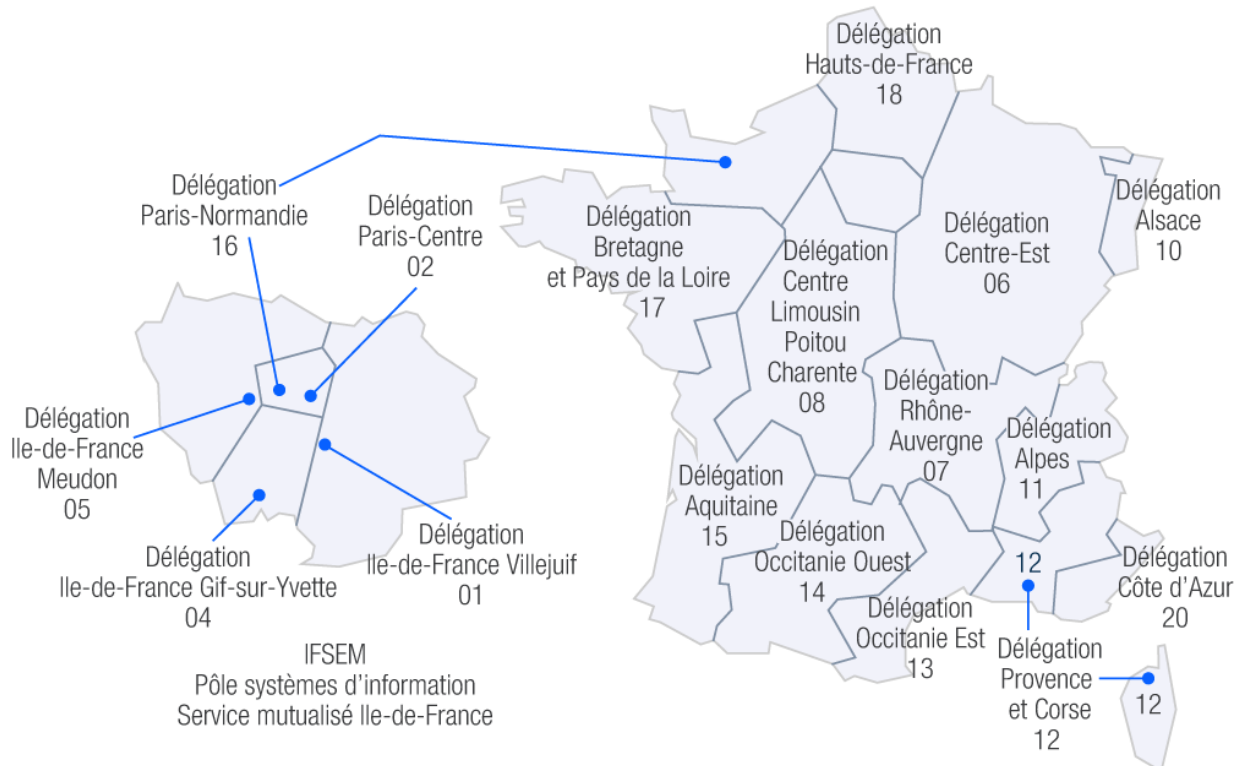 Délégation
Hauts-de-France
18
Délégation
Paris-Normandie
16
Délégation
Paris-Centre
02
Délégation
Bretagne
et Pays de la Loire
17
Délégation
Centre
Limousin
Poitou
Charente
08
Délégation
Centre-Est
06
Délégation
Alsace
10
Délégation
Ile-de-France
Meudon
05
Délégation
Rhône-
Auvergne
07
Délégation
Alpes
11
Délégation
Aquitaine
15
Délégation
Ile-de-France Gif-sur-Yvette
04
Délégation
Ile-de-France Villejuif
01
Délégation
Occitanie Ouest
14
Délégation
Occitanie Est
13
12
Délégation
Côte d'Azur
20
Délégation
Provence
et Corse
12
12
IFSEM
Pôle systèmes d'information
Service mutualisé Ile-de-France